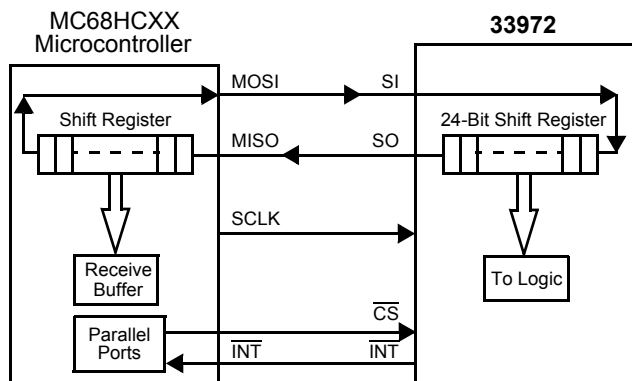 MC68HCXX
Microcontroller
33972
MOSI SI
Shift Register
24-Bit Shift Register
MISO SO
SCLK
Receive
Buffer
To Logic
CS
Parallel
Ports
INT INT